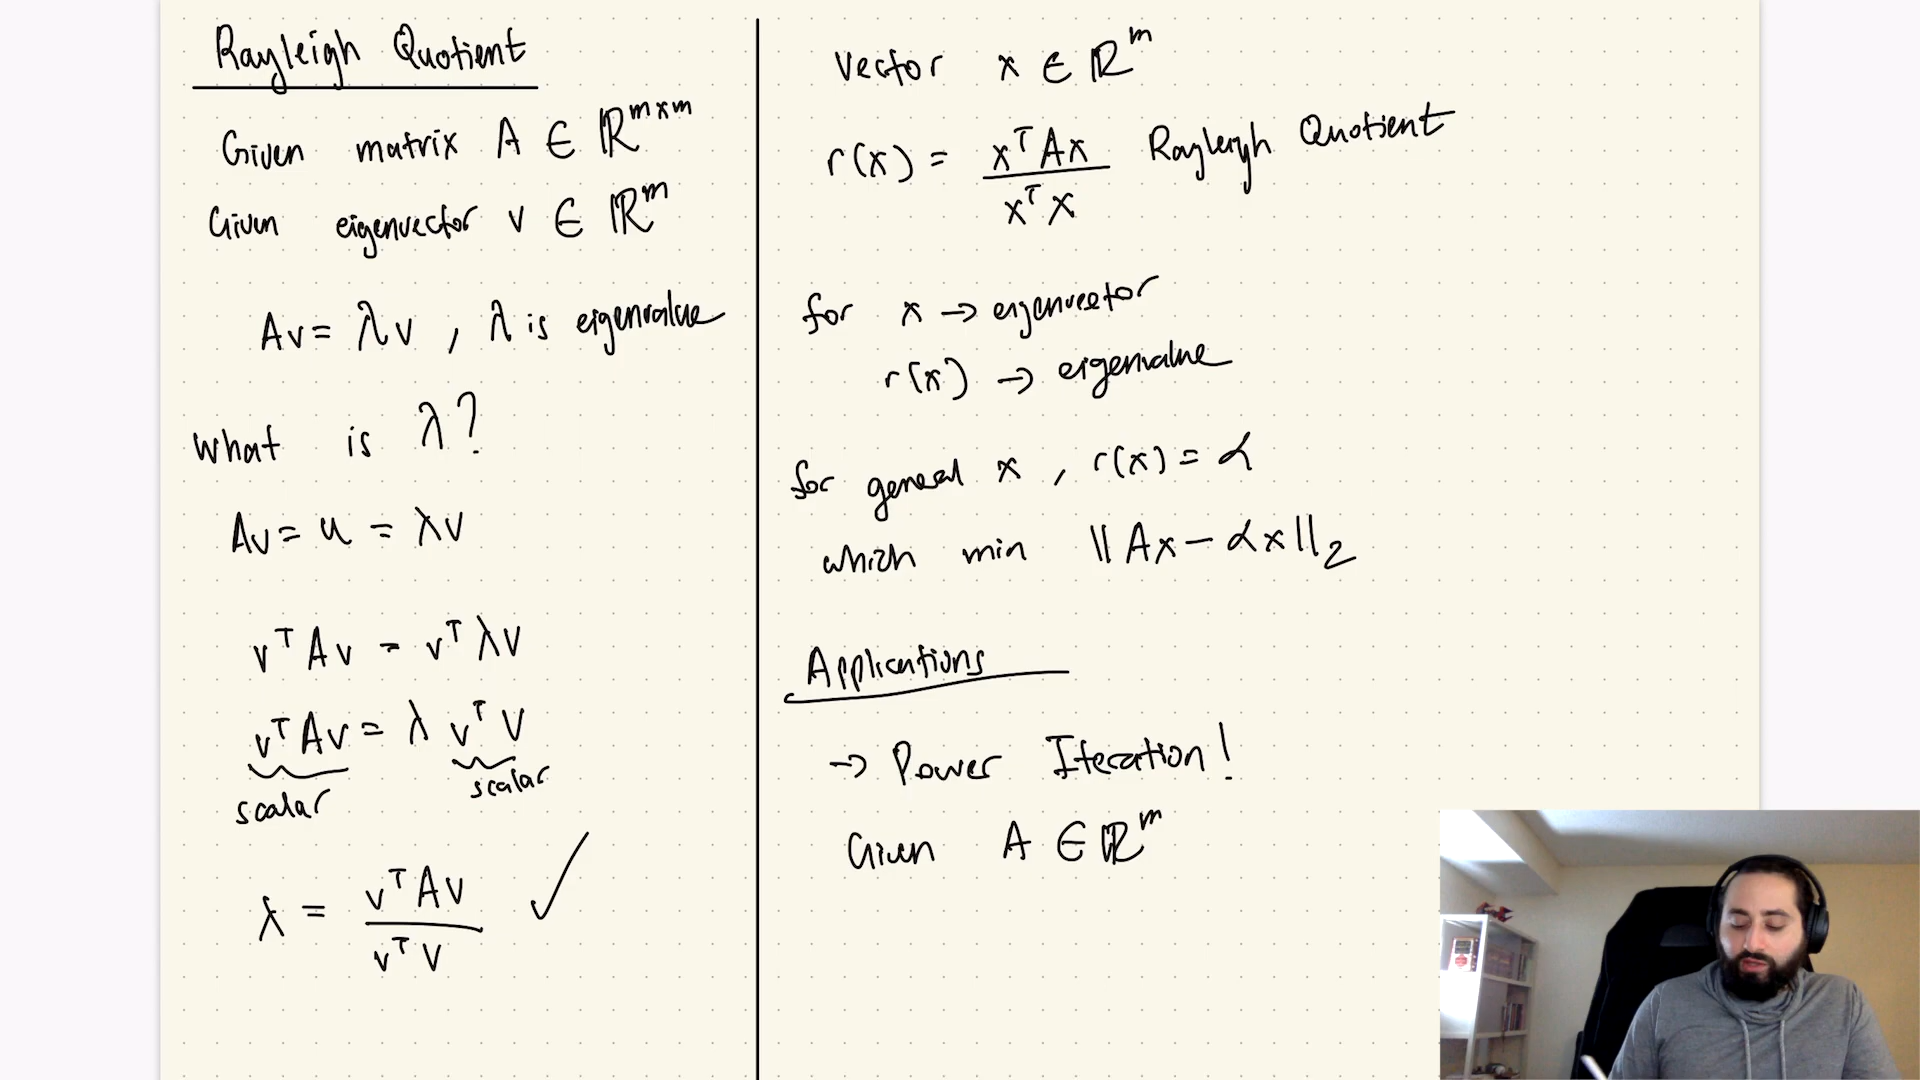 Rayleigh Quotient
Given matrix A ∈ ℝ^{m×m}
Given eigenvector v ∈ ℝ^m
Av = λv , λ is eigenvalue
What is λ?
Av = u = λv
v^T Av = v^T λv
v^T Av = λ v^T v
scalar scalar
λ = v^T Av / v^T v ✓
Vector x ∈ ℝ^m
r(x) = x^T Ax / x^T x Rayleigh Quotient
for x → eigenvector
r(x) → eigenvalue
for general x , r(x) = α
which min || Ax - αx ||_2
Applications
→ Power Iteration!
Given A ∈ ℝ^m